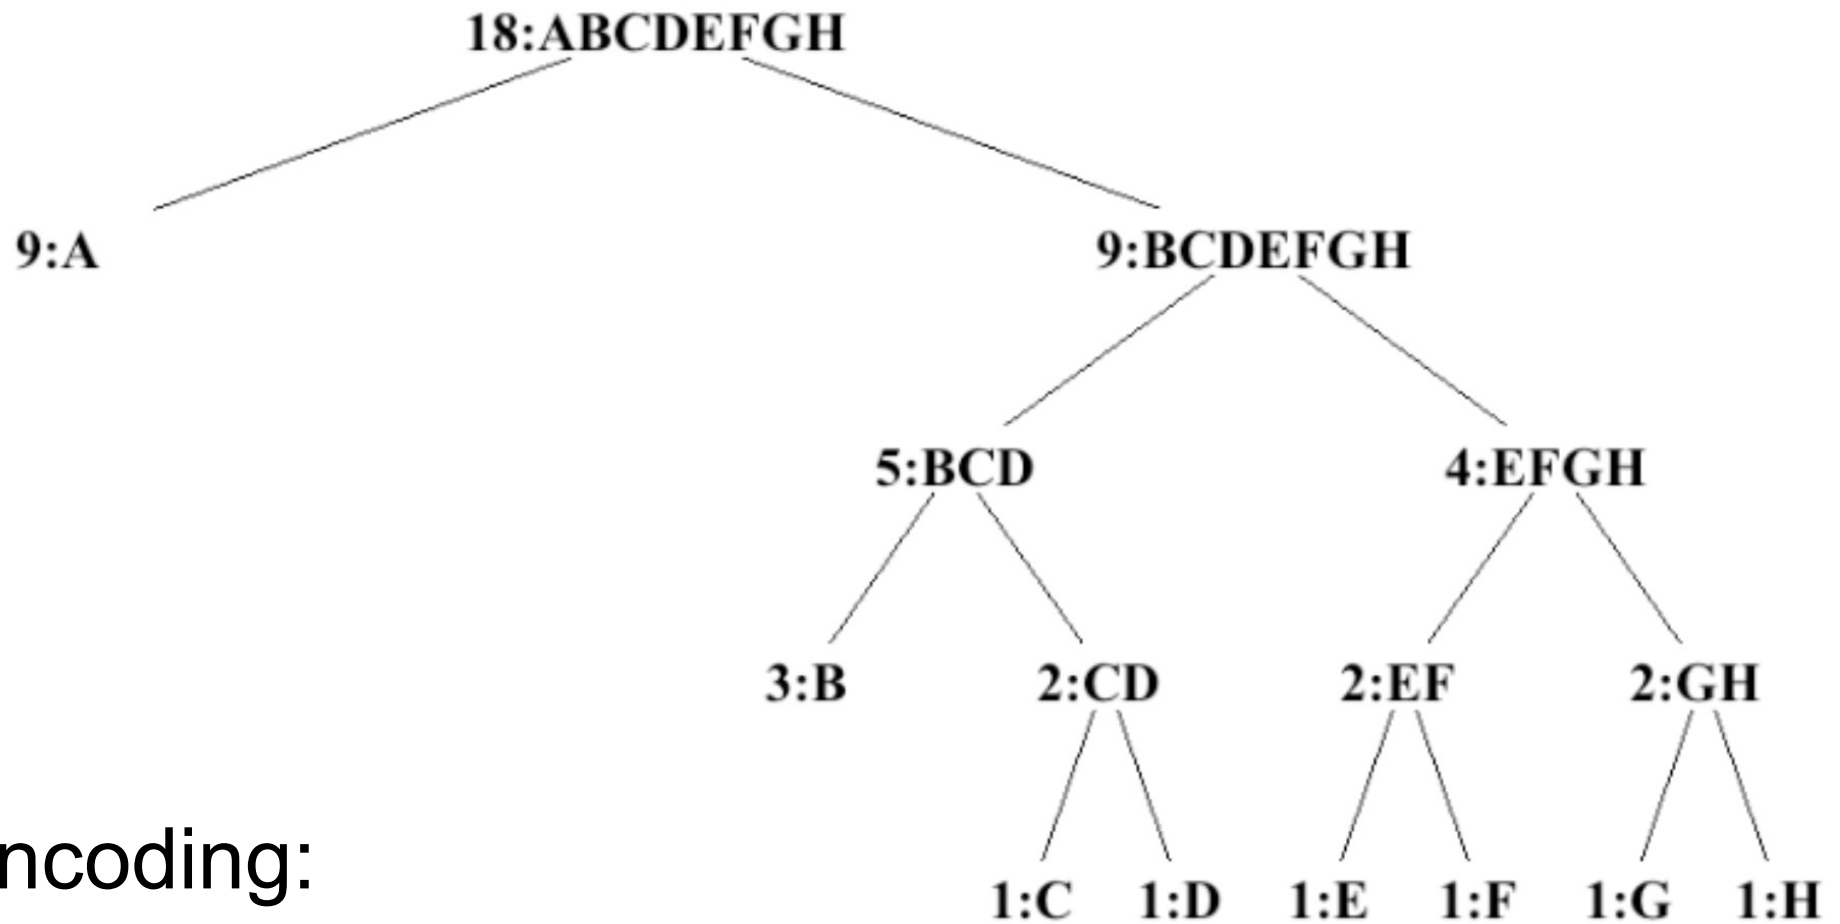 18:ABCDEFGH
9:A 9:BCDEFGH
5:BCD 4:EFGH
3:B 2:CD 2:EF 2:GH
ncoding:
1:C 1:D 1:E 1:F 1:G 1:H